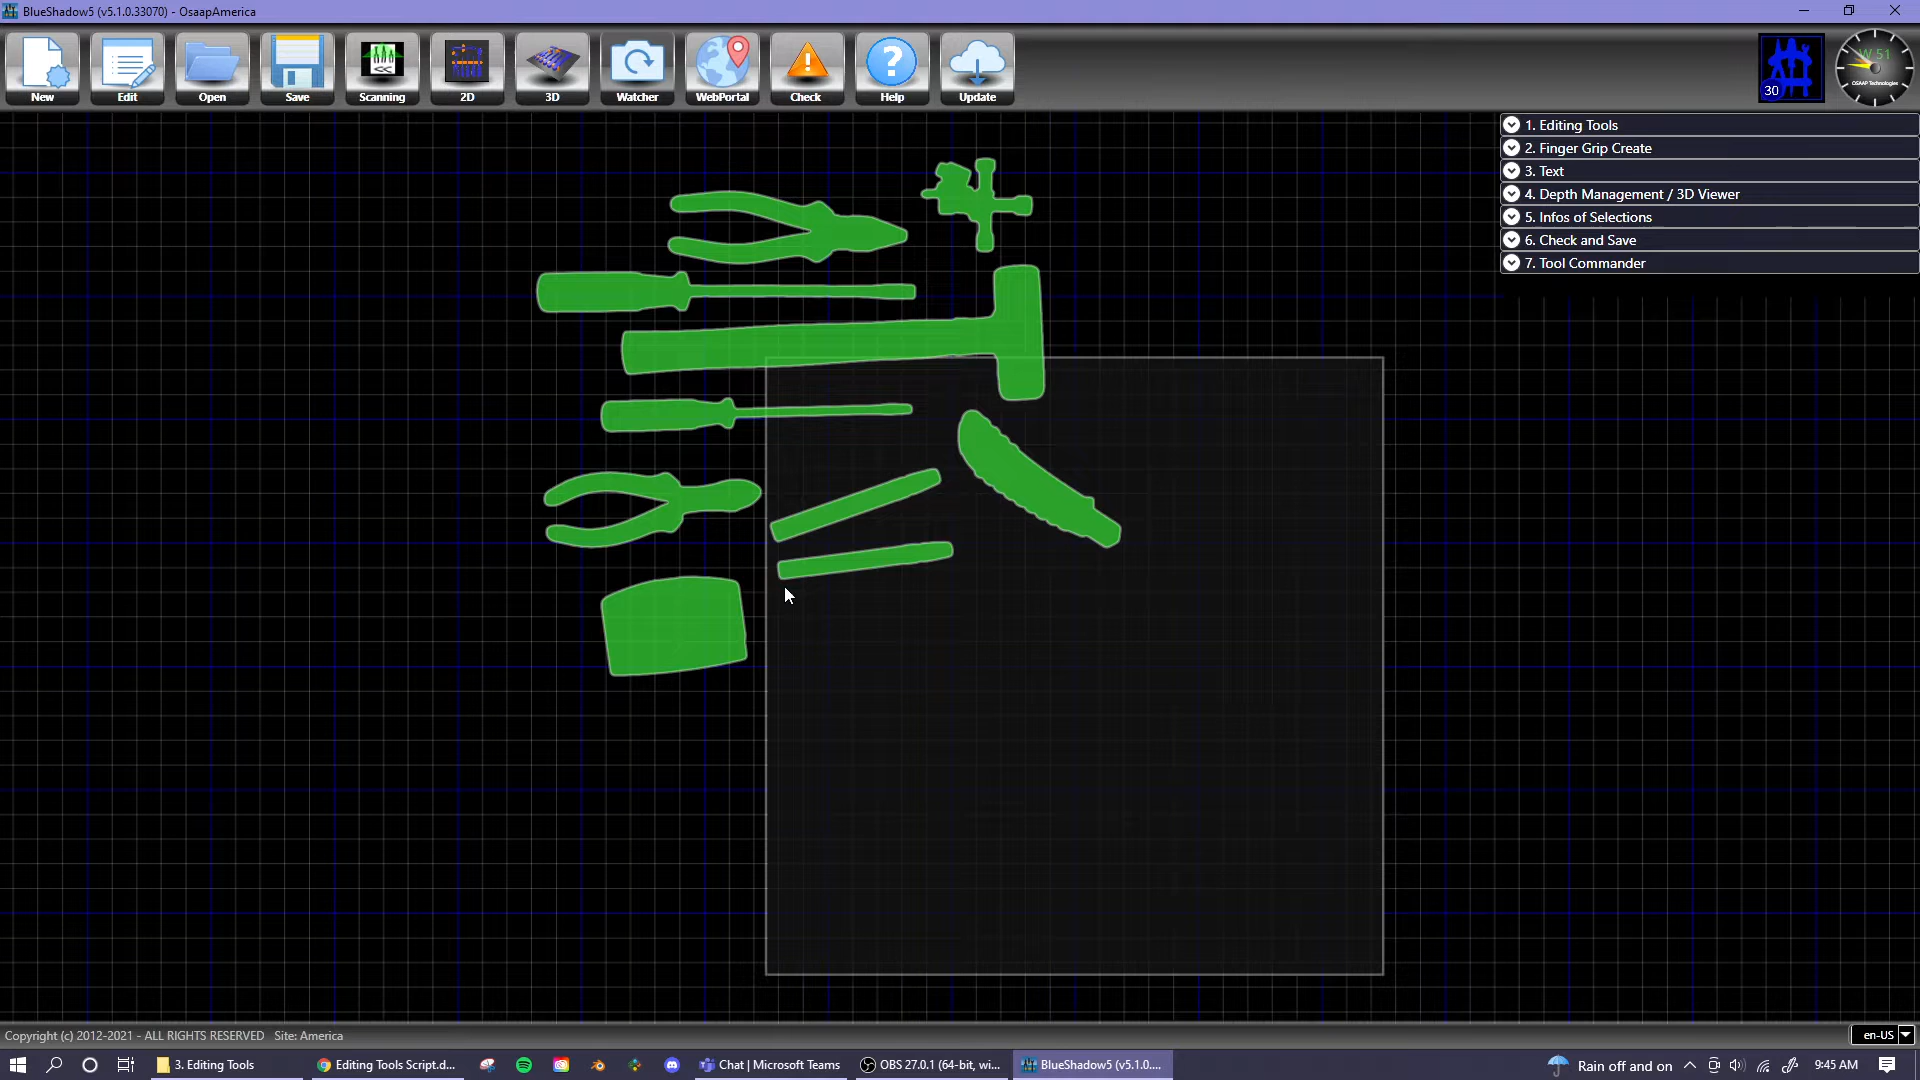 BlueShadow5 (v5.1.0.33070) - OsaapAmerica
New
Edit
Open
Save
Scanning
2D
3D
Watcher
WebPortal
Check
Help
Update
30
W 51
OSAAP Technologies
1. Editing Tools
2. Finger Grip Create
3. Text
4. Depth Management / 3D Viewer
5. Infos of Selections
6. Check and Save
7. Tool Commander
Copyright (c) 2012-2021 - ALL RIGHTS RESERVED Site: America
en-US
3. Editing Tools
Editing Tools Script.d...
Chat | Microsoft Teams
OBS 27.0.1 (64-bit, wi...
BlueShadow5 (v5.1.0....
Rain off and on
9:45 AM